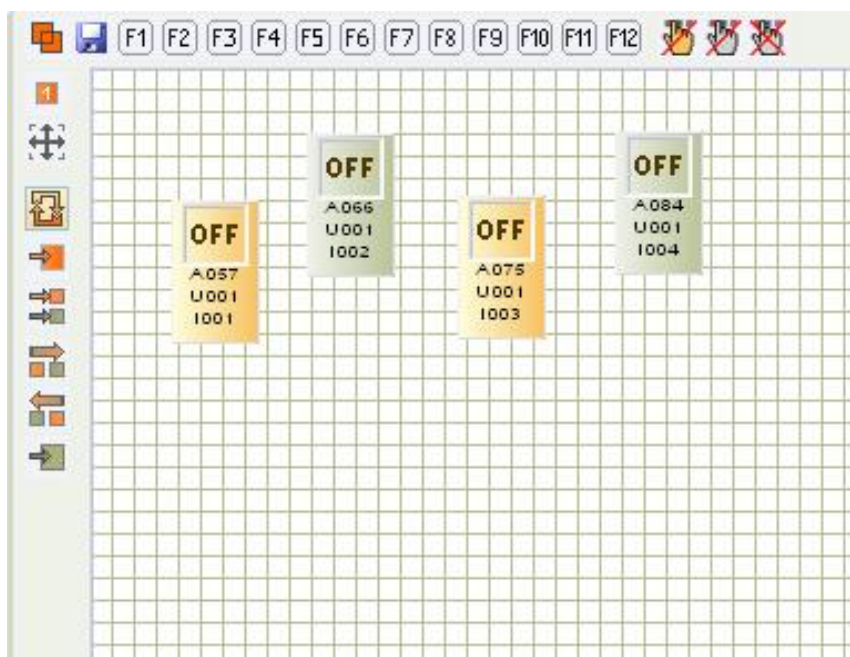 F1 F2 F3 F4 F5 F6 F7 F8 F9 F10 F11 F12
1
OFF
A057
U001
I001
OFF
A066
U001
I002
OFF
A075
U001
I003
OFF
A084
U001
I004